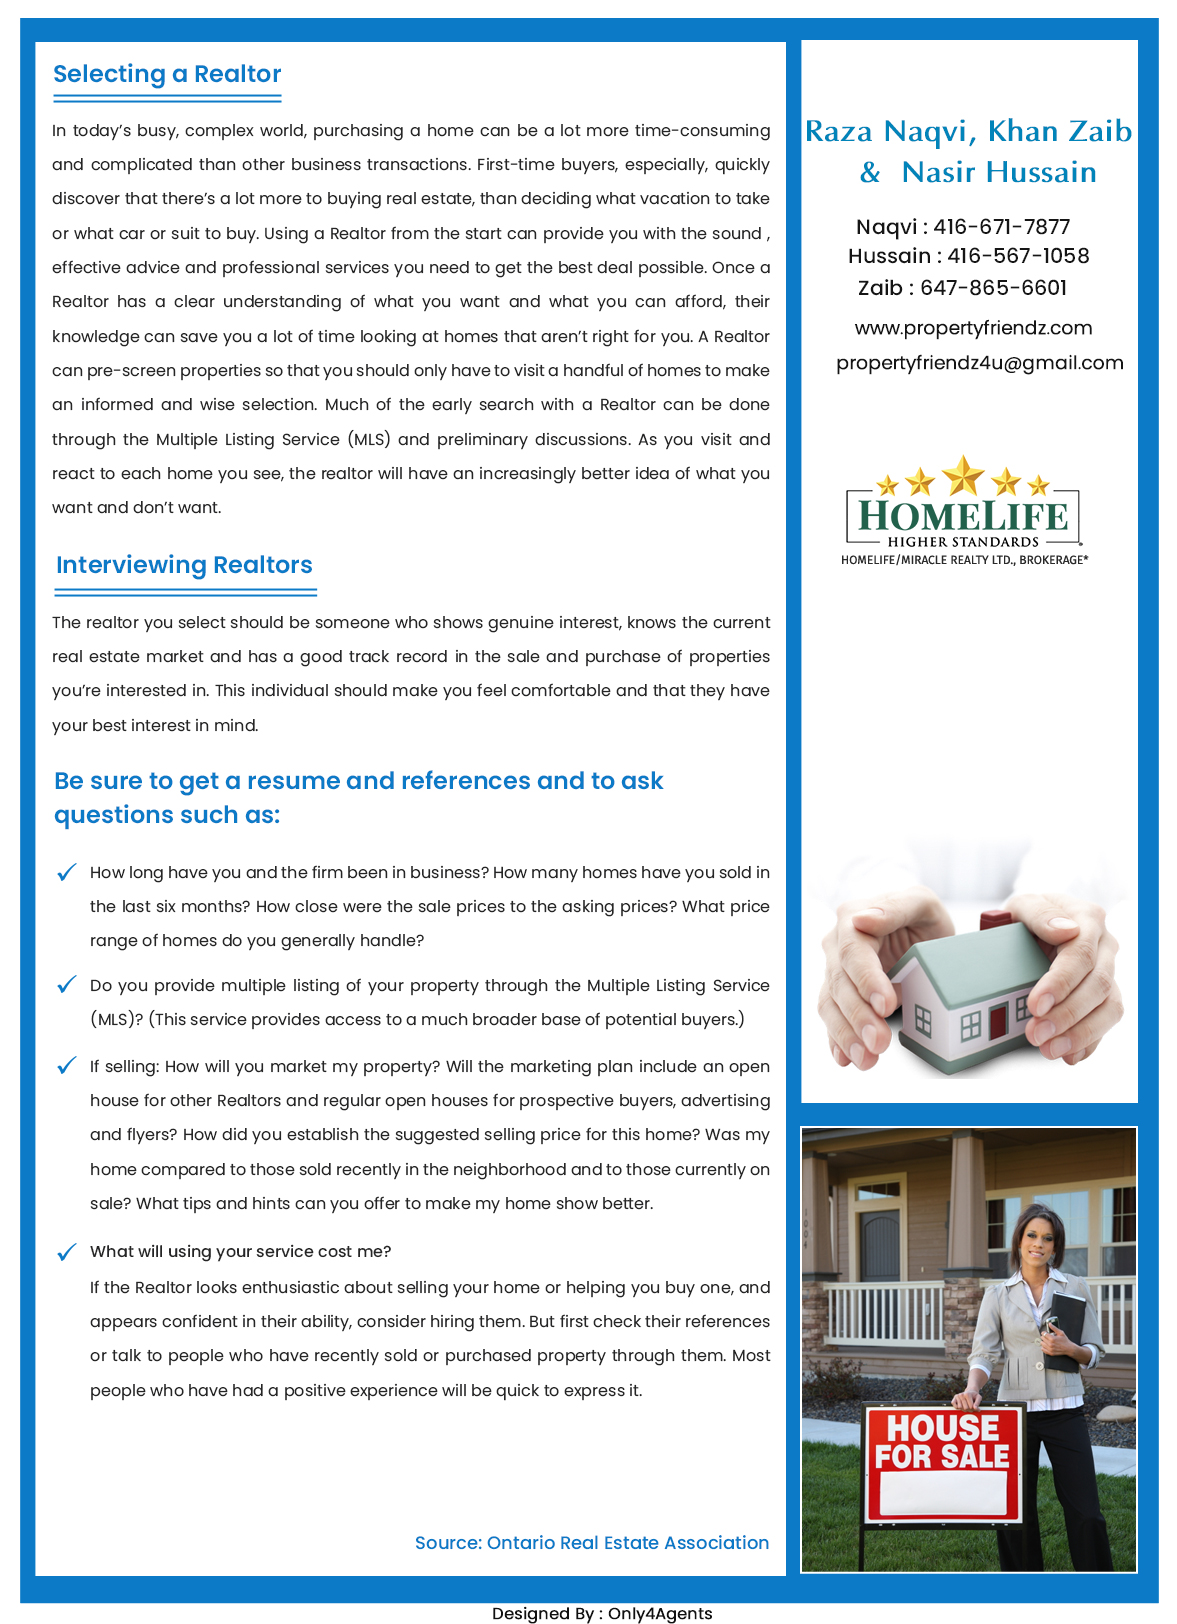 Selecting a Realtor
In today’s busy, complex world, purchasing a home can be a lot more time-consuming
and complicated than other business transactions. First-time buyers, especially, quickly
discover that there’s a lot more to buying real estate, than deciding what vacation to take
or what car or suit to buy. Using a Realtor from the start can provide you with the sound ,
effective advice and professional services you need to get the best deal possible. Once a
Realtor has a clear understanding of what you want and what you can afford, their
knowledge can save you a lot of time looking at homes that aren’t right for you. A Realtor
can pre-screen properties so that you should only have to visit a handful of homes to make
an informed and wise selection. Much of the early search with a Realtor can be done
through the Multiple Listing Service (MLS) and preliminary discussions. As you visit and
react to each home you see, the realtor will have an increasingly better idea of what you
want and don’t want.
Interviewing Realtors
The realtor you select should be someone who shows genuine interest, knows the current
real estate market and has a good track record in the sale and purchase of properties
you’re interested in. This individual should make you feel comfortable and that they have
your best interest in mind.
Be sure to get a resume and references and to ask
questions such as:
How long have you and the firm been in business? How many homes have you sold in
the last six months? How close were the sale prices to the asking prices? What price
range of homes do you generally handle?
Do you provide multiple listing of your property through the Multiple Listing Service
(MLS)? (This service provides access to a much broader base of potential buyers.)
If selling: How will you market my property? Will the marketing plan include an open
house for other Realtors and regular open houses for prospective buyers, advertising
and flyers? How did you establish the suggested selling price for this home? Was my
home compared to those sold recently in the neighborhood and to those currently on
sale? What tips and hints can you offer to make my home show better.
What will using your service cost me?
If the Realtor looks enthusiastic about selling your home or helping you buy one, and
appears confident in their ability, consider hiring them. But first check their references
or talk to people who have recently sold or purchased property through them. Most
people who have had a positive experience will be quick to express it.
Source: Ontario Real Estate Association
Raza Naqvi, Khan Zaib
& Nasir Hussain
Naqvi : 416-671-7877
Hussain : 416-567-1058
Zaib : 647-865-6601
www.propertyfriendz.com
propertyfriendz4u@gmail.com
HOMELIFE
HIGHER STANDARDS
HOMELIFE/MIRACLE REALTY LTD., BROKERAGE*
1004
HOUSE
FOR SALE
Designed By : Only4Agents